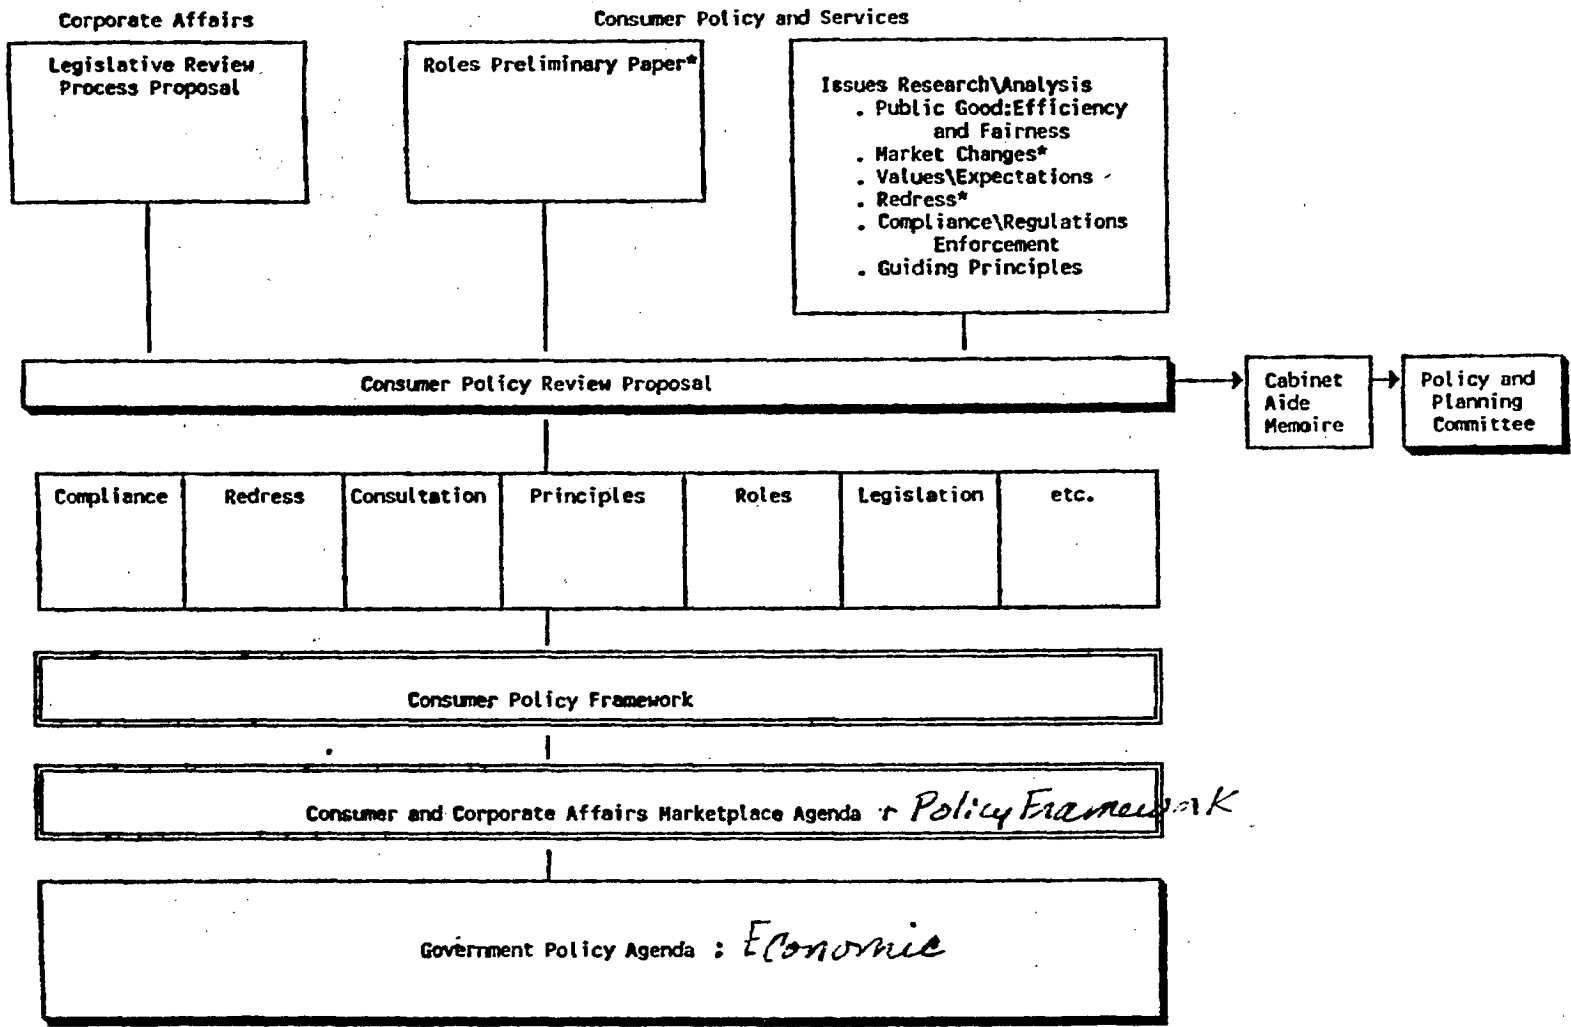 Corporate Affairs
Consumer Policy and Services
Legislative Review
Process Proposal
Roles Preliminary Paper*
Issues Research\Analysis
. Public Good:Efficiency
and Fairness
. Market Changes*
. Values\Expectations
. Redress*
. Compliance\Regulations
Enforcement
. Guiding Principles
Consumer Policy Review Proposal
Cabinet
Aide
Memoire
Policy and
Planning
Committee
Compliance
Redress
Consultation
Principles
Roles
Legislation
etc.
Consumer Policy Framework
Consumer and Corporate Affairs Marketplace Agenda + Policy Framework
Government Policy Agenda : Economic